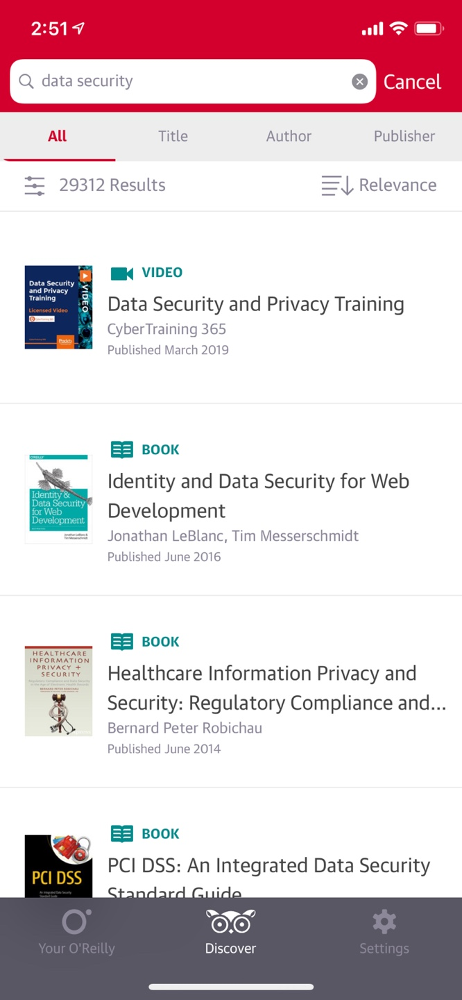 2:51
data security
Cancel
All
Title
Author
Publisher
29312 Results
Relevance
Data Security
and Privacy
Training
Licensed Video
VIDEO
Packt
VIDEO
Data Security and Privacy Training
CyberTraining 365
Published March 2019
O'REILLY
Identity &
Data Security
for Web
Development
Jonathan LeBlanc &
Tim Messerschmidt
BOOK
Identity and Data Security for Web
Development
Jonathan LeBlanc, Tim Messerschmidt
Published June 2016
HEALTHCARE
INFORMATION
PRIVACY +
SECURITY
BERNARD PETER ROBICHAU
BOOK
Healthcare Information Privacy and
Security: Regulatory Compliance and...
Bernard Peter Robichau
Published June 2014
PCI DSS
An Integrated Data Security
Standard Guide
BOOK
PCI DSS: An Integrated Data Security
Standard Guide
Your O'Reilly
Discover
Settings